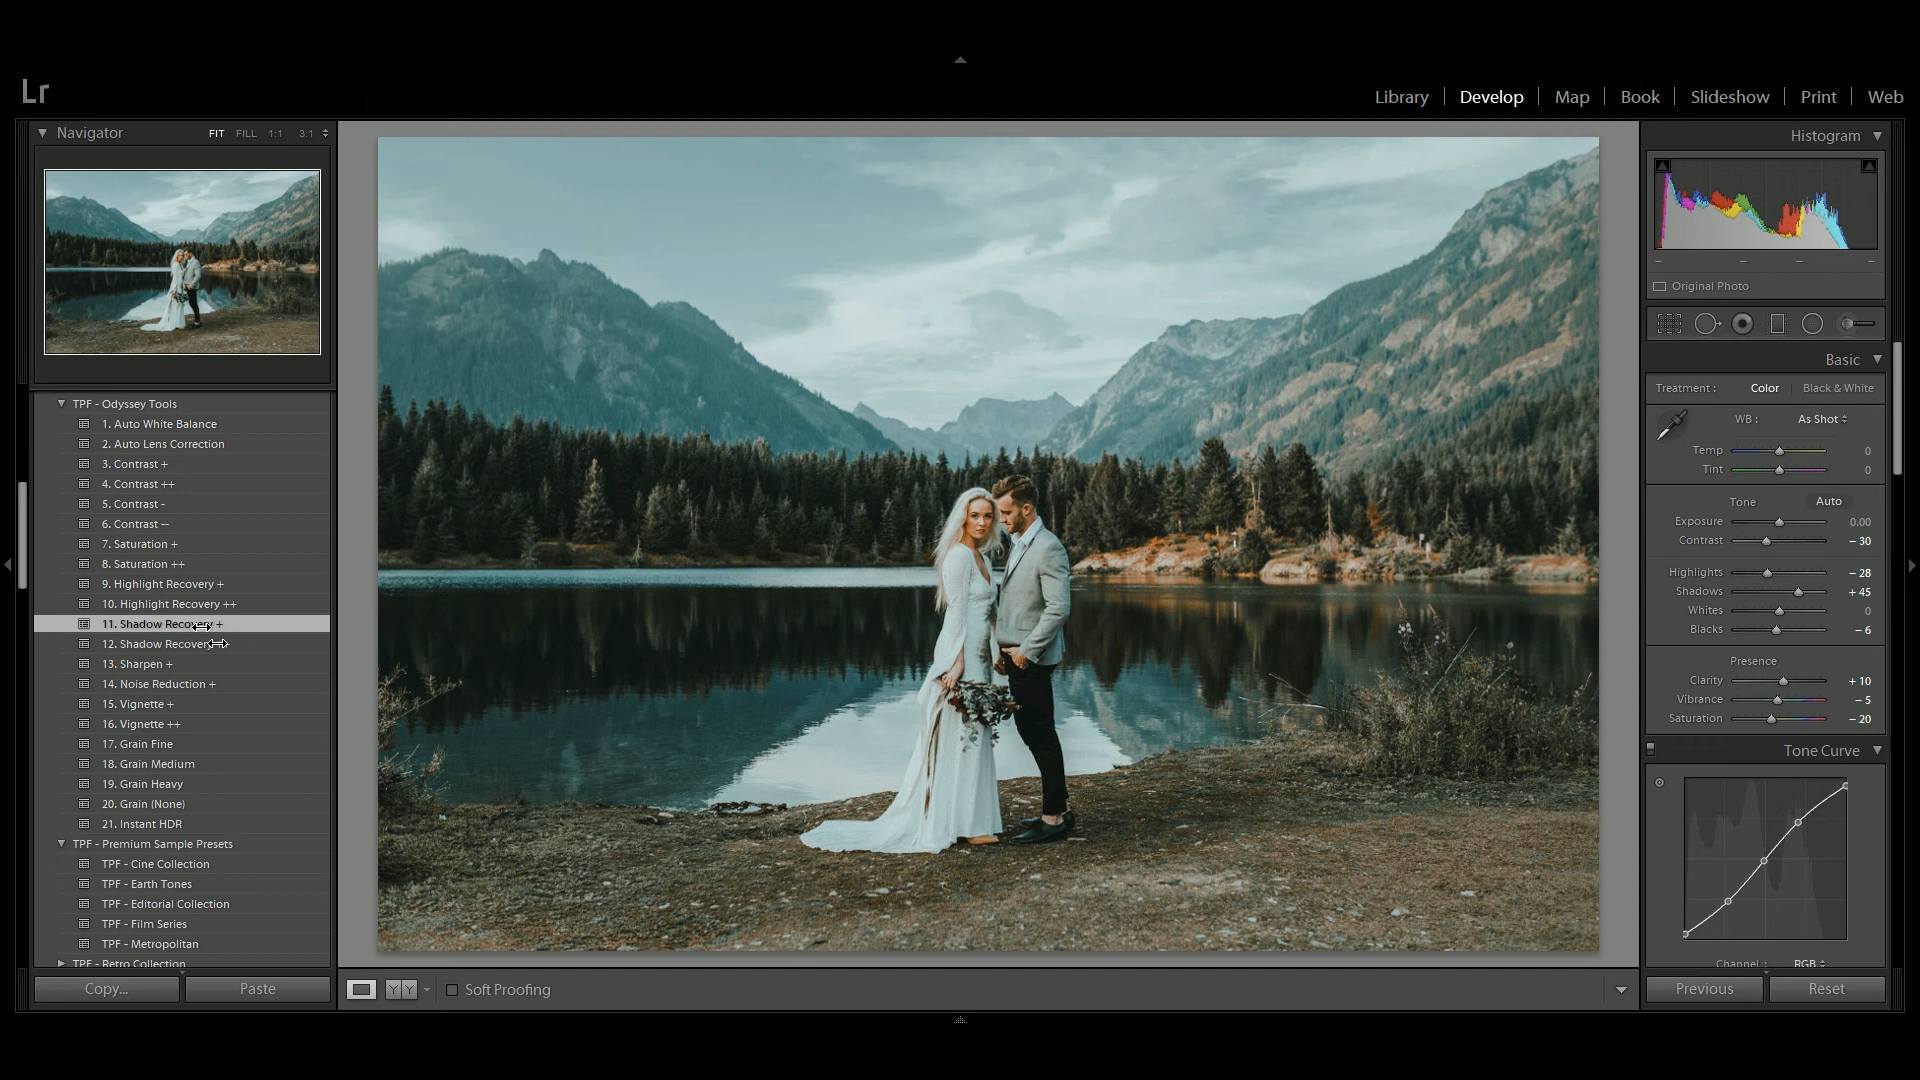 Lr
Library
Develop
Map
Book
Slideshow
Print
Web
Navigator
FIT
FILL
1:1
3:1
TPF - Odyssey Tools
1. Auto White Balance
2. Auto Lens Correction
3. Contrast +
4. Contrast ++
5. Contrast -
6. Contrast --
7. Saturation +
8. Saturation ++
9. Highlight Recovery +
10. Highlight Recovery ++
11. Shadow Recovery +
12. Shadow Recovery
13. Sharpen +
14. Noise Reduction +
15. Vignette +
16. Vignette ++
17. Grain Fine
18. Grain Medium
19. Grain Heavy
20. Grain (None)
21. Instant HDR
TPF - Premium Sample Presets
TPF - Cine Collection
TPF - Earth Tones
TPF - Editorial Collection
TPF - Film Series
TPF - Metropolitan
TPF - Retro Collection
Copy...
Paste
Y Y
Soft Proofing
Histogram
Original Photo
Basic
Treatment :
Color
Black & White
WB :
As Shot
Temp 0
Tint 0
Tone
Auto
Exposure 0.00
Contrast - 30
Highlights - 28
Shadows + 45
Whites 0
Blacks - 6
Presence
Clarity + 10
Vibrance - 5
Saturation - 20
Tone Curve
Channel : RGB
Previous
Reset